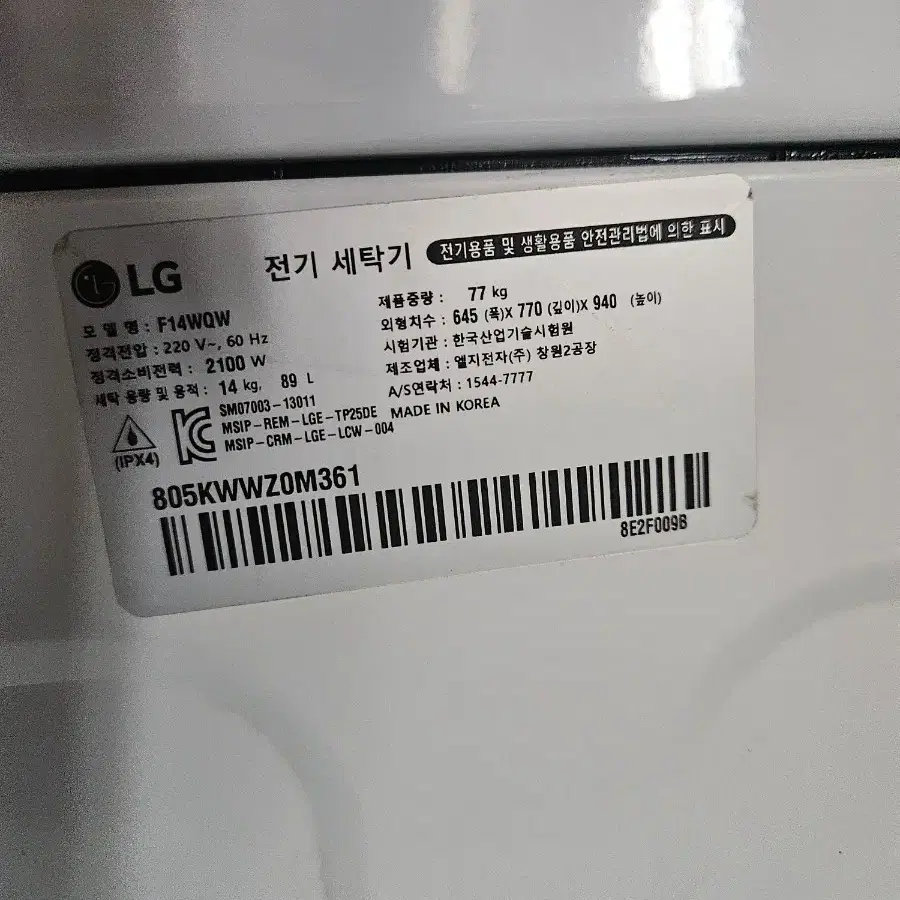 LG 전기 세탁기 전기용품 및 생활용품 안전관리법에 의한 표시
모 델 명 : F14WQW
정격전압 : 220 V~, 60 Hz
정격소비전력 : 2100 W
세탁 용량 및 용적 : 14 kg, 89 L
제품중량 : 77 kg
외형치수 : 645 (폭)X 770 (깊이)X 940 (높이)
시험기관 : 한국산업기술시험원
제조업체 : 엘지전자(주) 창원2공장
A/S연락처 : 1544-7777
MADE IN KOREA
(IPX4)
SM07003-13011
MSIP-REM-LGE-TP25DE
MSIP-CRM-LGE-LCW-004
805KWWZ0M361
8E2F009B